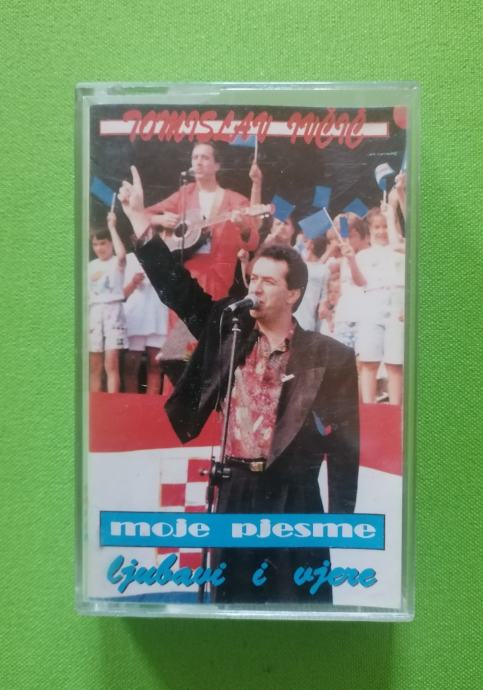 TOMISLAV IVČIĆ
moje pjesme
ljubavi i vjere